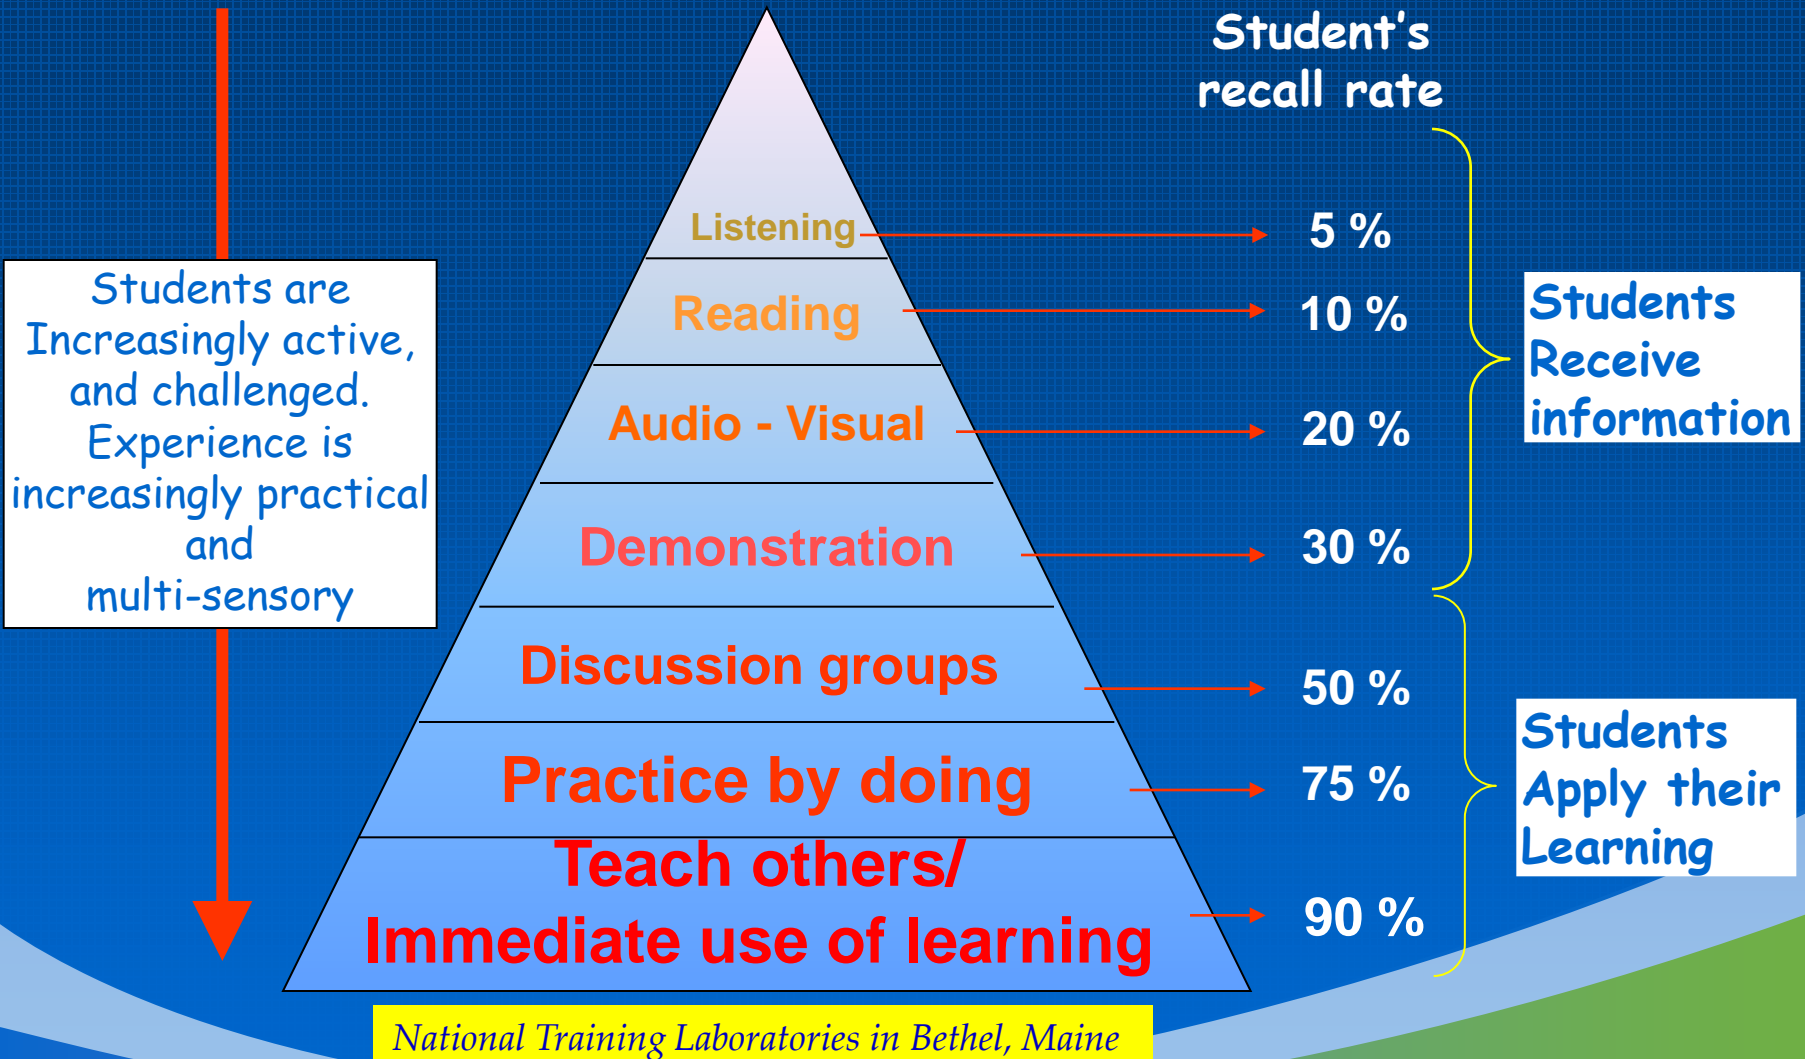 Student's
recall rate
Listening
5 %
Reading
10 %
Audio - Visual
20 %
Demonstration
30 %
Discussion groups
50 %
Practice by doing
75 %
Teach others/
Immediate use of learning
90 %
Students are
Increasingly active,
and challenged.
Experience is
increasingly practical
and
multi-sensory
Students
Receive
information
Students
Apply their
Learning
National Training Laboratories in Bethel, Maine